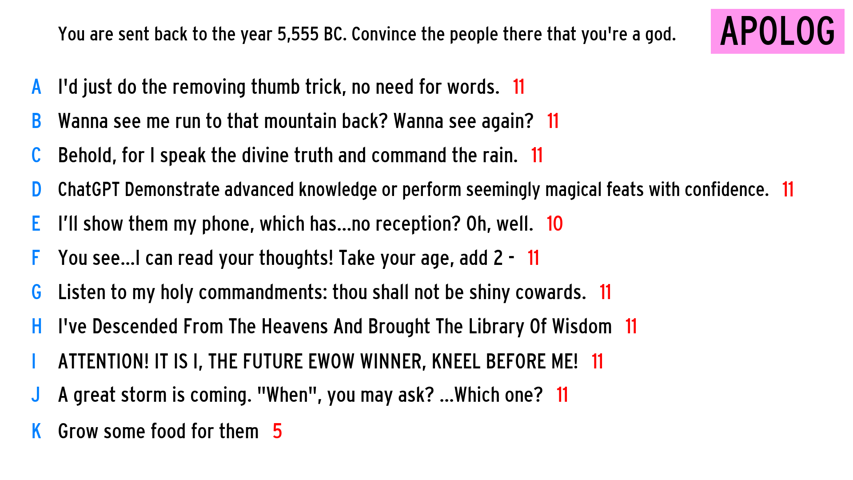 You are sent back to the year 5,555 BC. Convince the people there that you're a god.
APOLOG
A I'd just do the removing thumb trick, no need for words. 11
B Wanna see me run to that mountain back? Wanna see again? 11
C Behold, for I speak the divine truth and command the rain. 11
D ChatGPT Demonstrate advanced knowledge or perform seemingly magical feats with confidence. 11
E I’ll show them my phone, which has...no reception? Oh, well. 10
F You see...I can read your thoughts! Take your age, add 2 - 11
G Listen to my holy commandments: thou shall not be shiny cowards. 11
H I've Descended From The Heavens And Brought The Library Of Wisdom 11
I ATTENTION! IT IS I, THE FUTURE EWOW WINNER, KNEEL BEFORE ME! 11
J A great storm is coming. "When", you may ask? ...Which one? 11
K Grow some food for them 5